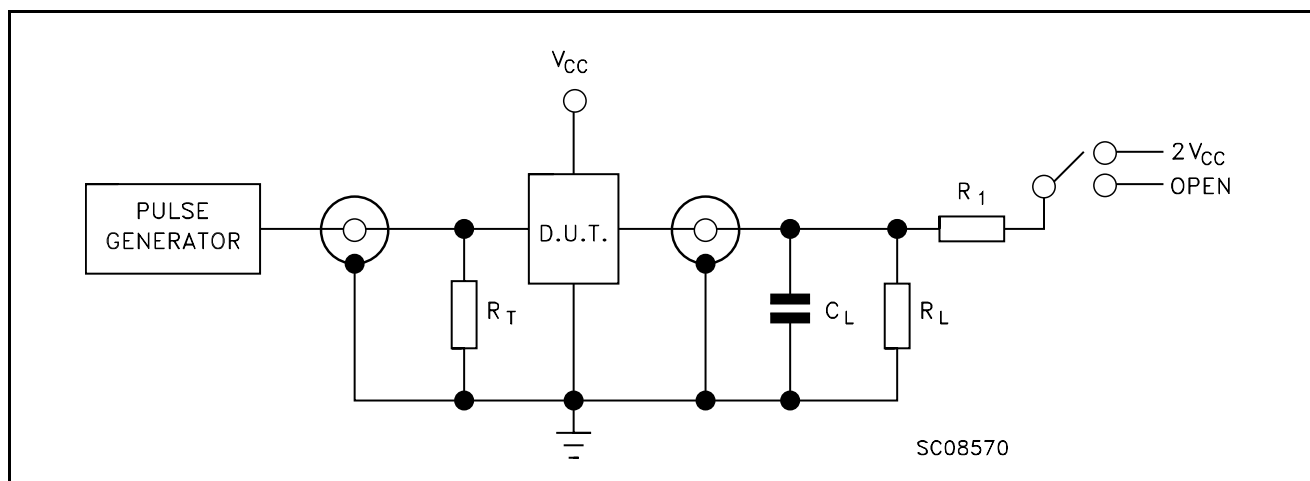 VCC
2VCC
OPEN
R1
PULSE
GENERATOR
D.U.T.
RT
CL
RL
SC08570